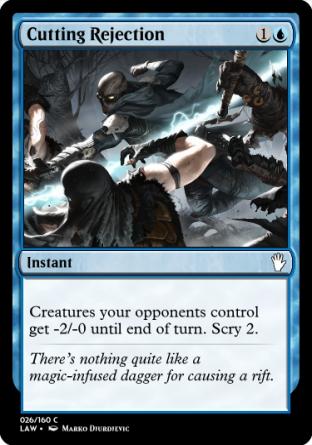 Cutting Rejection 1
Instant
Creatures your opponents control
get -2/-0 until end of turn. Scry 2.
There's nothing quite like a
magic-infused dagger for causing a rift.
026/160 C
LAW • Marko Djurdjevic